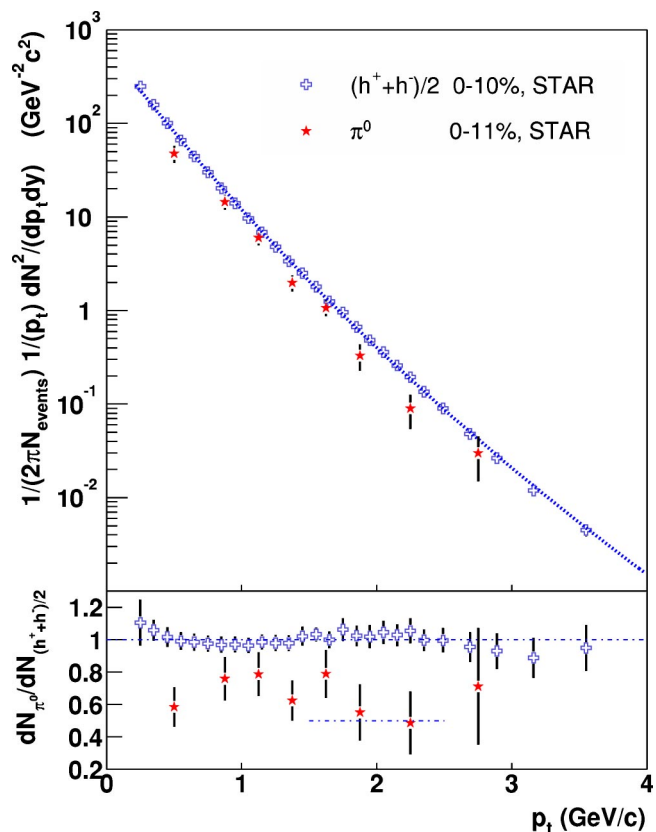 10³
10²
10
1
10⁻¹
10⁻²
1/(2πN_events) 1/(p_t) dN²/(dp_t dy) (GeV⁻²c²)
(h⁺+h⁻)/2 0-10%, STAR
π⁰ 0-11%, STAR
1.2
1
0.8
0.6
0.4
0.2
dN_π⁰/dN_(h⁺+h⁻)/2
0 1 2 3 4
p_t (GeV/c)